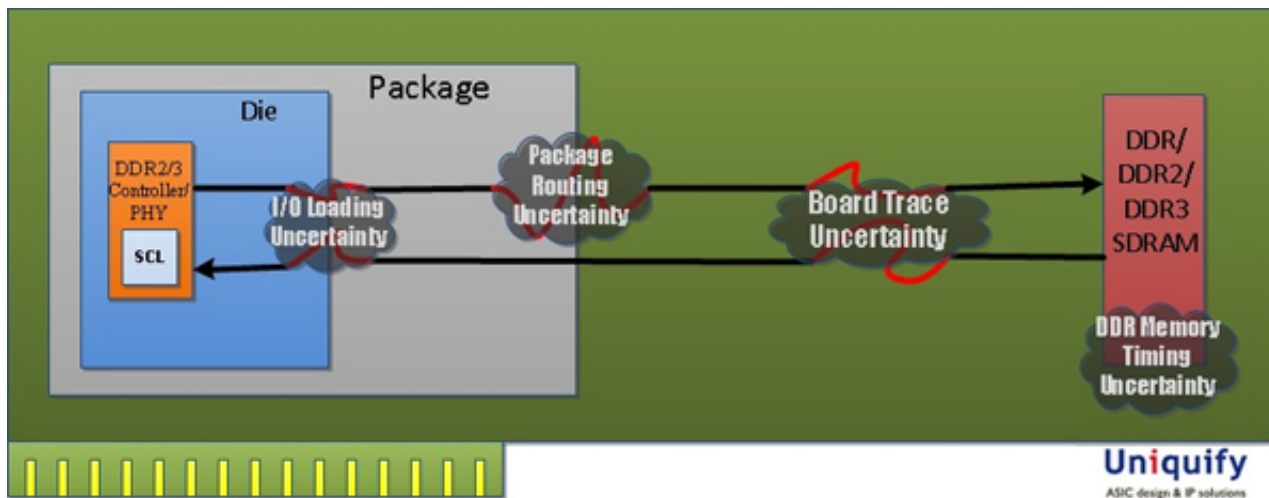 Package
Die
DDR2/3
Controller/
PHY
SCL
I/O Loading
Uncertainty
Package
Routing
Uncertainty
Board Trace
Uncertainty
DDR/
DDR2/
DDR3
SDRAM
DDR Memory
Timing
Uncertainty
Uniquify
ASIC design & IP solutions